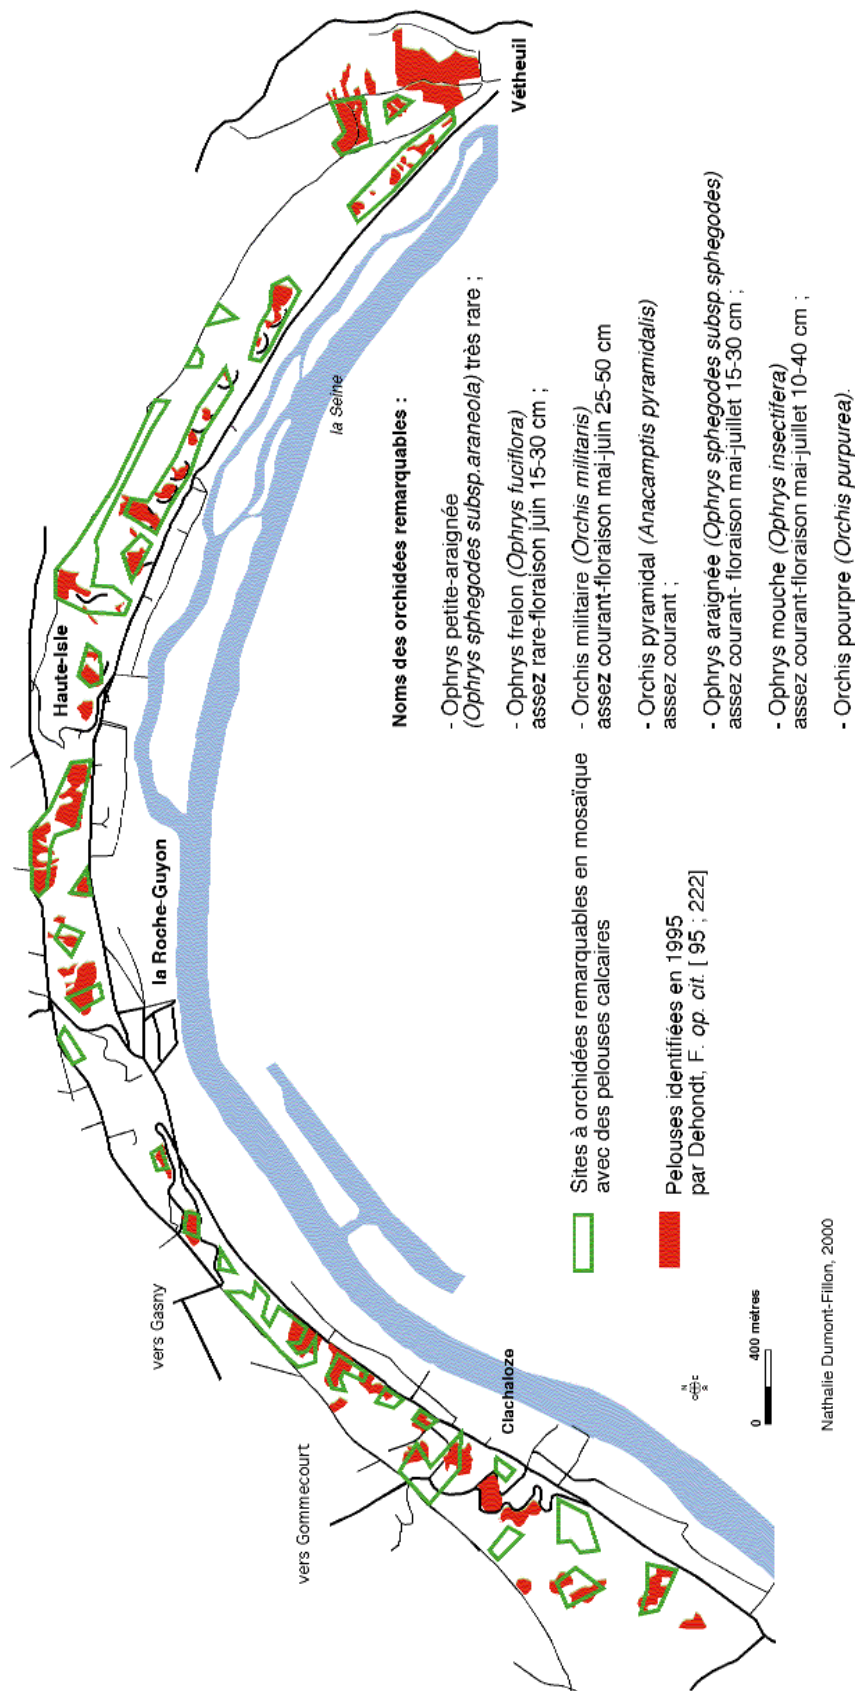 Vétheuil
la Seine
Haute-Isle
la Roche-Guyon
vers Gasny
vers Gommecourt
Clachaloze
Noms des orchidées remarquables :
- Ophrys petite-araignée
(Ophrys sphegodes subsp.araneola) très rare ;
- Ophrys frelon (Ophrys fuciflora)
assez rare-floraison juin 15-30 cm ;
- Orchis militaire (Orchis militaris)
assez courant-floraison mai-juin 25-50 cm
- Orchis pyramidal (Anacamptis pyramidalis)
assez courant ;
- Ophrys araignée (Ophrys sphegodes subsp.sphegodes)
assez courant- floraison mai-juillet 15-30 cm ;
- Ophrys mouche (Ophrys insectifera)
assez courant-floraison mai-juillet 10-40 cm ;
- Orchis pourpre (Orchis purpurea).
Sites à orchidées remarquables en mosaïque
avec des pelouses calcaires
Pelouses identifiées en 1995
par Dehondt, F. op. cit. [ 95 ; 222]
N
0 400 mètres
Nathalie Dumont-Fillon, 2000